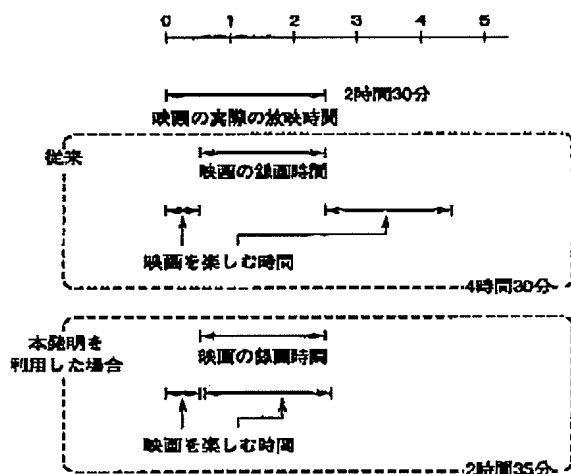 0 1 2 3 4 5
2時間30分
映画の実際の放映時間
従来
映画の録画時間
映画を楽しむ時間
4時間30分
本発明を
利用した場合
映画の録画時間
映画を楽しむ時間
2時間35分